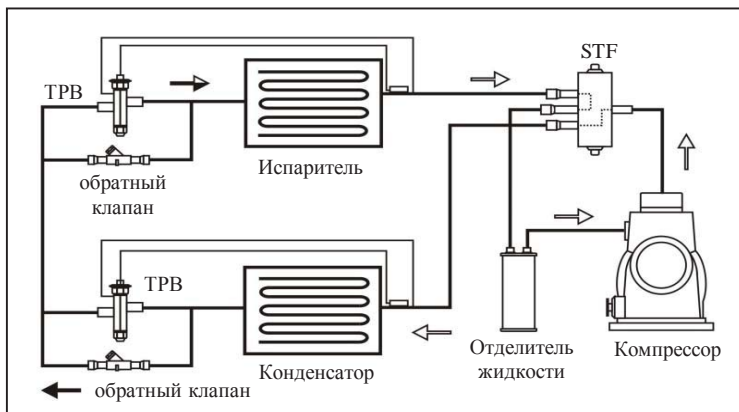 STF
ТРВ
Испаритель
обратный
клапан
ТРВ
Отделитель
жидкости
Компрессор
Конденсатор
обратный клапан